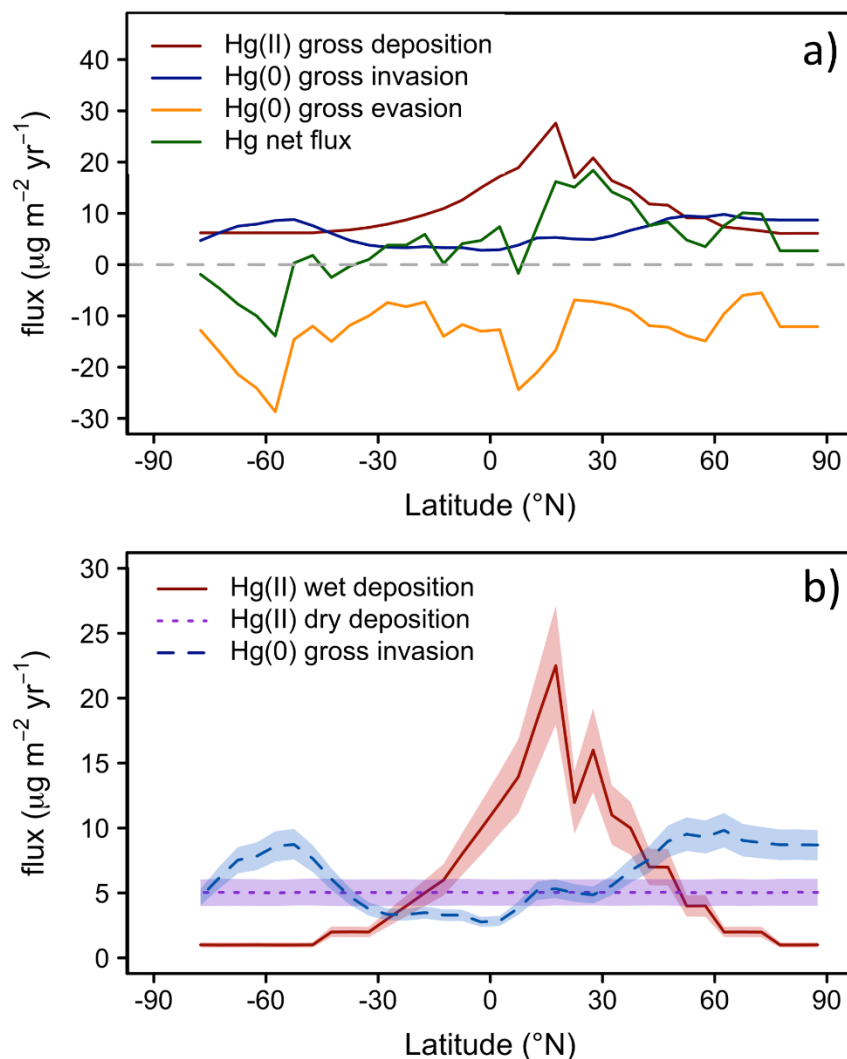 a)
Hg(II) gross deposition
Hg(0) gross invasion
Hg(0) gross evasion
Hg net flux
40
30
20
10
0
-10
-20
-30
flux (µg m⁻² yr⁻¹)
-90 -60 -30 0 30 60 90
Latitude (°N)
b)
Hg(II) wet deposition
Hg(II) dry deposition
Hg(0) gross invasion
30
25
20
15
10
5
0
flux (µg m⁻² yr⁻¹)
-90 -60 -30 0 30 60 90
Latitude (°N)